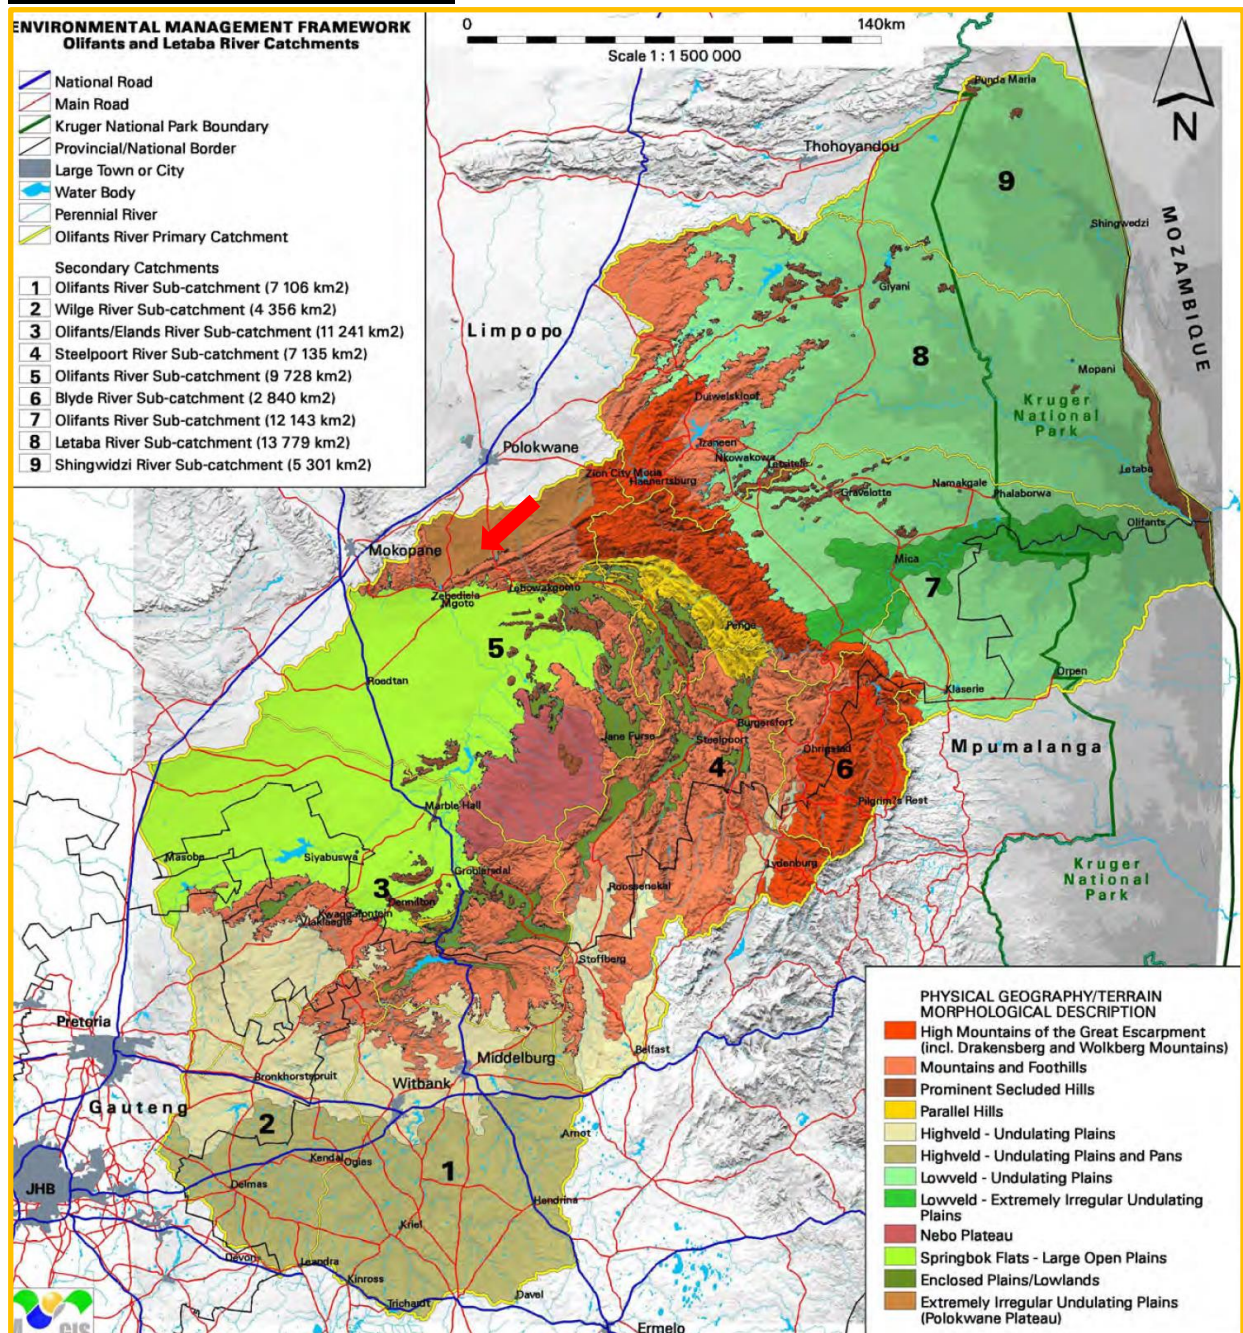 ENVIRONMENTAL MANAGEMENT FRAMEWORK
Olifants and Letaba River Catchments
0 140km
Scale 1 : 1 500 000
National Road
Main Road
Kruger National Park Boundary
Provincial/National Border
Large Town or City
Water Body
Perennial River
Olifants River Primary Catchment
Secondary Catchments
1 Olifants River Sub-catchment (7 106 km2)
2 Wilge River Sub-catchment (4 356 km2)
3 Olifants/Elands River Sub-catchment (11 241 km2)
4 Steelpoort River Sub-catchment (7 135 km2)
5 Olifants River Sub-catchment (9 728 km2)
6 Blyde River Sub-catchment (2 840 km2)
7 Olifants River Sub-catchment (12 143 km2)
8 Letaba River Sub-catchment (13 779 km2)
9 Shingwidzi River Sub-catchment (5 301 km2)
N
Punda Maria
Thohoyandou
9
Shingwedzi
MOZAMBIQUE
Giyani
Limpopo
8
Mopani
Kruger
National
Park
Duiwelskloof
Polokwane
Tzaneen
Nkowakowa
Letsitele
Zion City Moria
Haenertsburg
Gravelotte
Namakgale
Phalaborwa
Letaba
Olifants
Mokopane
Mica
7
Zebediela
Mgoto
Lebowakgomo
Penge
5
Roedtan
Orpen
Klaserie
Burgersfort
Jane Furse
Steelpoort
Ohrigstad
4
6
Mpumalanga
Marble Hall
Pilgrim?s Rest
Masobe
Siyabuswa
Groblersdal
Lydenburg
Kruger
National
Park
3
Dennilton
Roossenekal
Kwaggafontein
Vlaklaagte
Stoffberg
Pretoria
Middelburg
Belfast
Bronkhorstspruit
Witbank
Gauteng
2
Arnot
Kendal
Ogies
1
Delmas
JHB
Hendrina
Kriel
Devon
Leandra
Kinross
Trichardt
Davel
Ermelo
GIS
PHYSICAL GEOGRAPHY/TERRAIN
MORPHOLOGICAL DESCRIPTION
High Mountains of the Great Escarpment
(incl. Drakensberg and Wolkberg Mountains)
Mountains and Foothills
Prominent Secluded Hills
Parallel Hills
Highveld - Undulating Plains
Highveld - Undulating Plains and Pans
Lowveld - Undulating Plains
Lowveld - Extremely Irregular Undulating
Plains
Nebo Plateau
Springbok Flats - Large Open Plains
Enclosed Plains/Lowlands
Extremely Irregular Undulating Plains
(Polokwane Plateau)